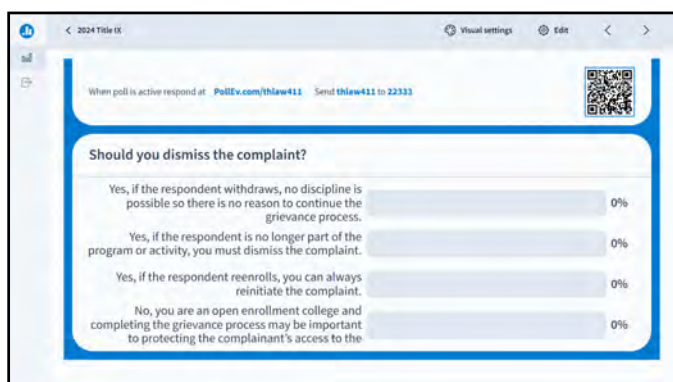 2024 Title IX
Visual settings
Edit
When poll is active respond at PollEv.com/thlaw411 Send thlaw411 to 22333
Should you dismiss the complaint?
Yes, if the respondent withdraws, no discipline is
possible so there is no reason to continue the
grievance process.
0%
Yes, if the respondent is no longer part of the
program or activity, you must dismiss the complaint.
0%
Yes, if the respondent reenrolls, you can always
reinitiate the complaint.
0%
No, you are an open enrollment college and
completing the grievance process may be important
to protecting the complainant's access to the
0%